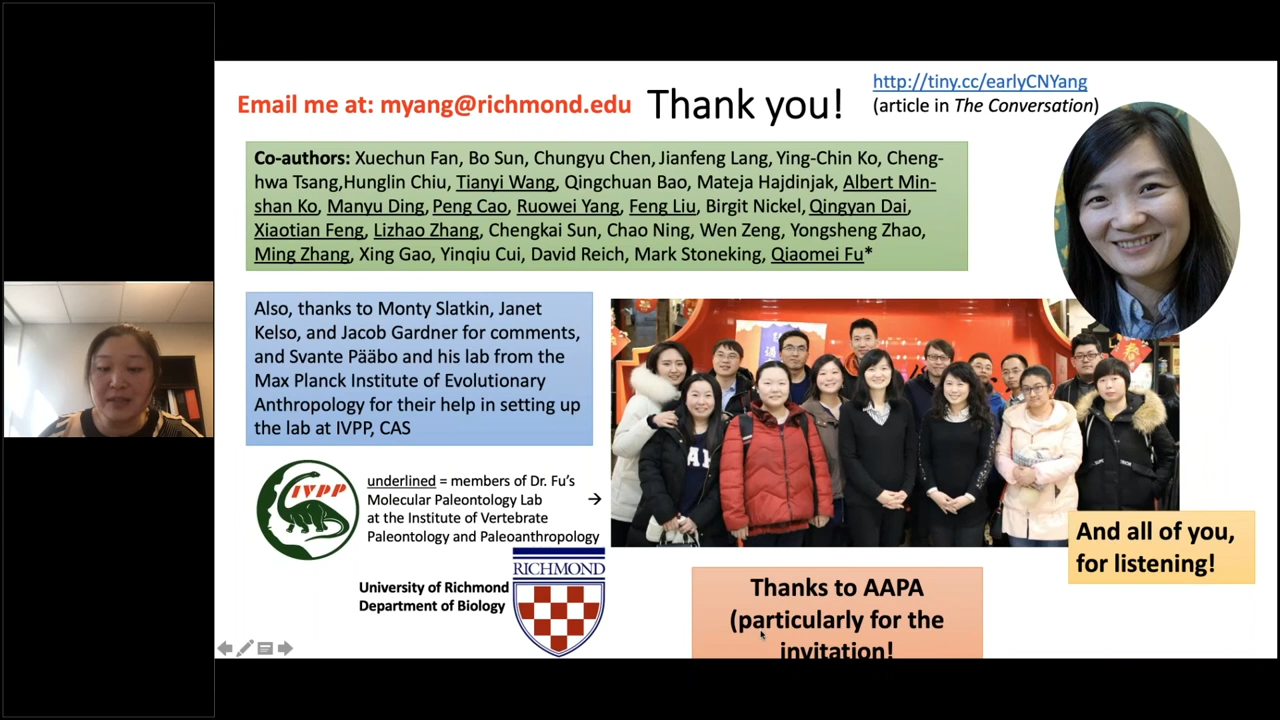 Email me at: myang@richmond.edu
Thank you!
http://tiny.cc/earlyCNYang
(article in The Conversation)
Co-authors: Xuechun Fan, Bo Sun, Chungyu Chen, Jianfeng Lang, Ying-Chin Ko, Cheng-
hwa Tsang,Hunglin Chiu, Tianyi Wang, Qingchuan Bao, Mateja Hajdinjak, Albert Min-
shan Ko, Manyu Ding, Peng Cao, Ruowei Yang, Feng Liu, Birgit Nickel, Qingyan Dai,
Xiaotian Feng, Lizhao Zhang, Chengkai Sun, Chao Ning, Wen Zeng, Yongsheng Zhao,
Ming Zhang, Xing Gao, Yinqiu Cui, David Reich, Mark Stoneking, Qiaomei Fu*
Also, thanks to Monty Slatkin, Janet
Kelso, and Jacob Gardner for comments,
and Svante Pääbo and his lab from the
Max Planck Institute of Evolutionary
Anthropology for their help in setting up
the lab at IVPP, CAS
IVPP
underlined = members of Dr. Fu's
Molecular Paleontology Lab →
at the Institute of Vertebrate
Paleontology and Paleoanthropology
University of Richmond
Department of Biology
RICHMOND
And all of you,
for listening!
Thanks to AAPA
(particularly for the
invitation!